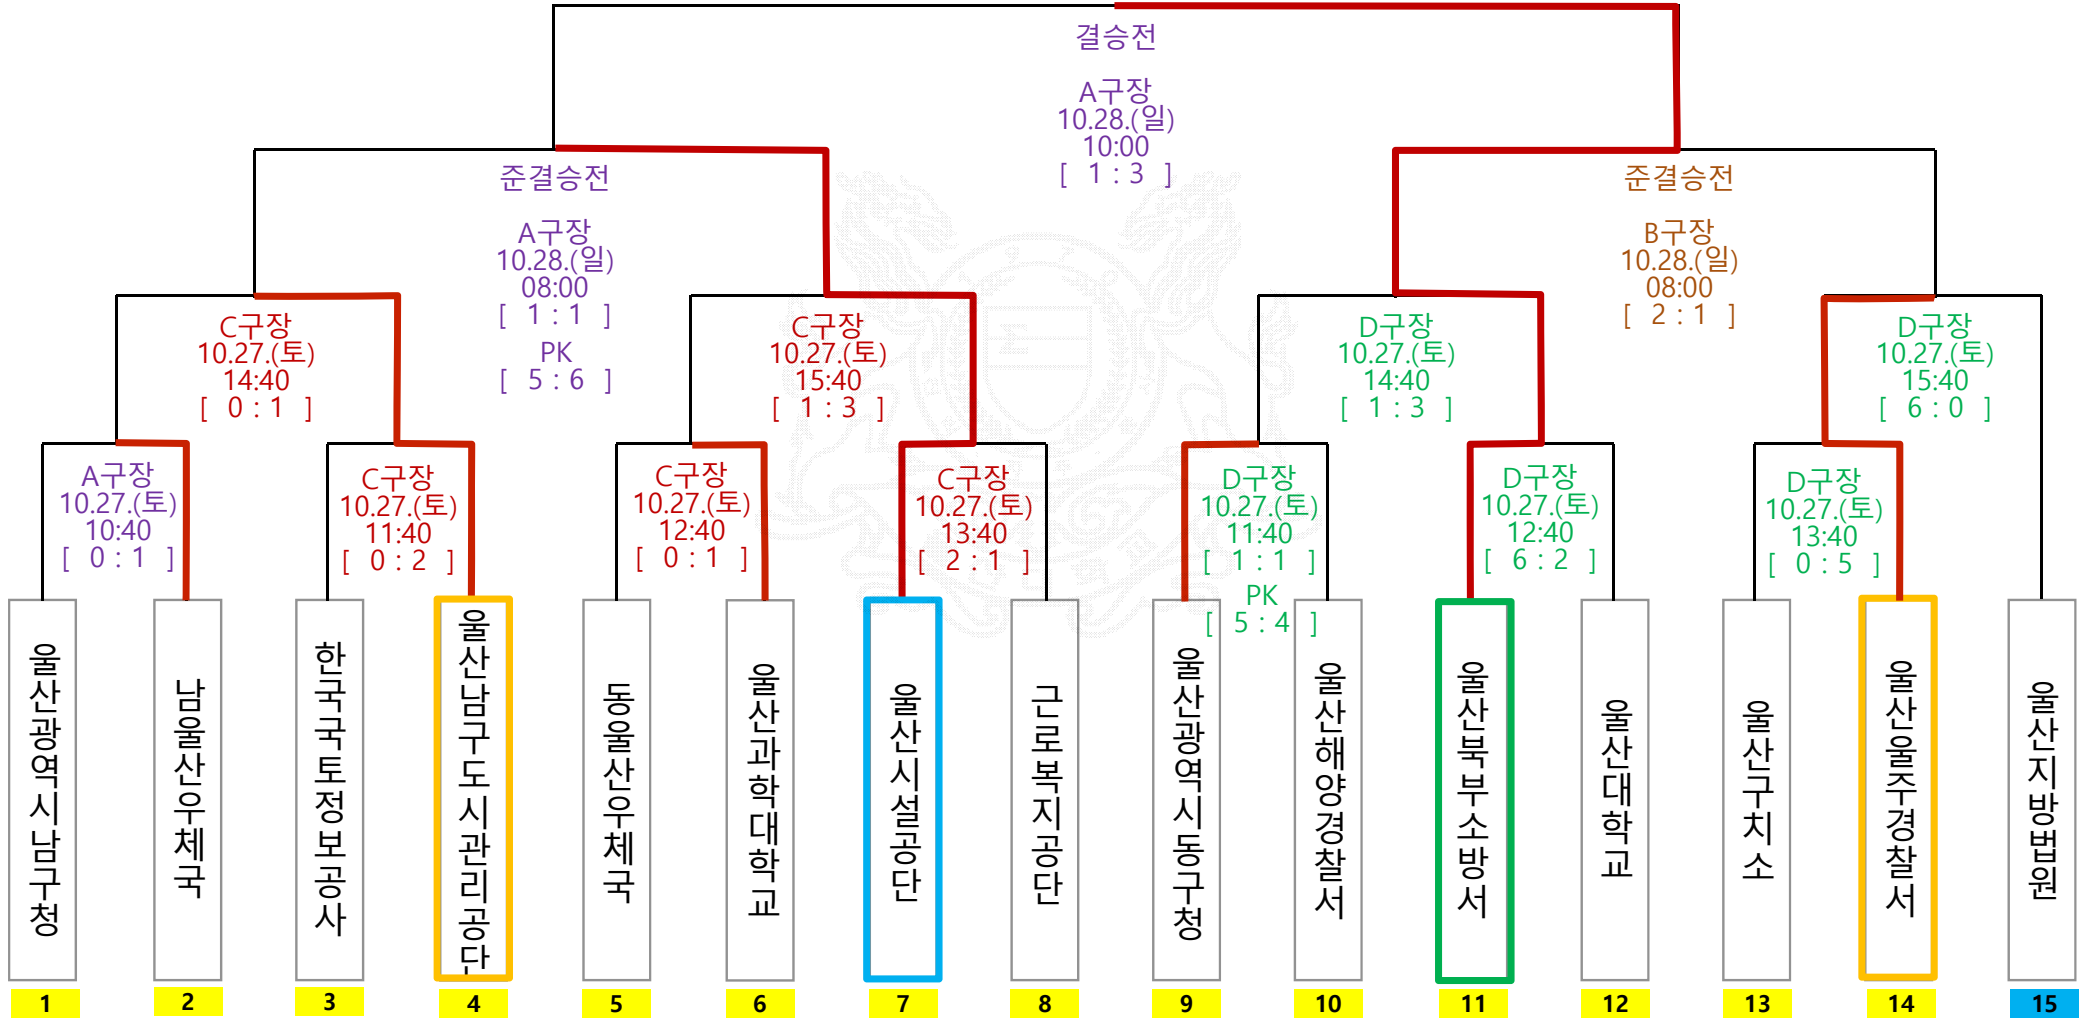 결승전
A구장
10.28.(일)
10:00
[ 1 : 3 ]
준결승전
A구장
10.28.(일)
08:00
[ 1 : 1 ]
PK
[ 5 : 6 ]
준결승전
B구장
10.28.(일)
08:00
[ 2 : 1 ]
C구장
10.27.(토)
14:40
[ 0 : 1 ]
C구장
10.27.(토)
15:40
[ 1 : 3 ]
D구장
10.27.(토)
14:40
[ 1 : 3 ]
D구장
10.27.(토)
15:40
[ 6 : 0 ]
A구장
10.27.(토)
10:40
[ 0 : 1 ]
C구장
10.27.(토)
11:40
[ 0 : 2 ]
C구장
10.27.(토)
12:40
[ 0 : 1 ]
C구장
10.27.(토)
13:40
[ 2 : 1 ]
D구장
10.27.(토)
11:40
[ 1 : 1 ]
PK
[ 5 : 4 ]
D구장
10.27.(토)
12:40
[ 6 : 2 ]
D구장
10.27.(토)
13:40
[ 0 : 5 ]
울산광역시남구청
남울산우체국
한국국토정보공사
울산남구도시관리공단
동울산우체국
울산과학대학교
울산시설공단
근로복지공단
울산광역시동구청
울산해양경찰서
울산북부소방서
울산대학교
울산구치소
울산울주경찰서
울산지방법원
1
2
3
4
5
6
7
8
9
10
11
12
13
14
15